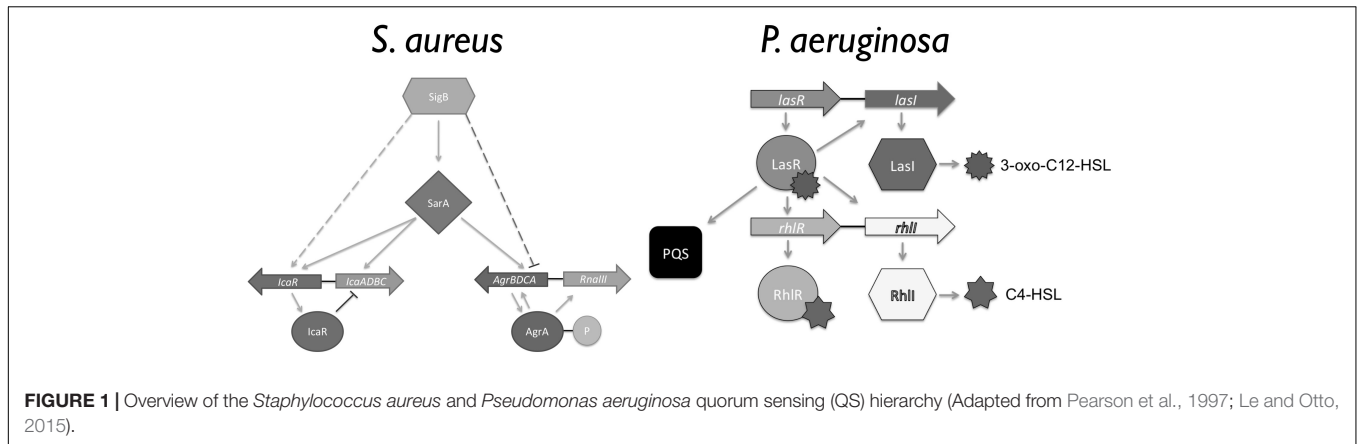 S. aureus
P. aeruginosa
SigB
SarA
IcaR
IcaADBC
IcaR
AgrBDCA
RnaIII
AgrA
P
lasR
lasI
LasR
LasI
3-oxo-C12-HSL
PQS
rhlR
rhlI
RhlR
RhlI
C4-HSL
FIGURE 1 | Overview of the Staphylococcus aureus and Pseudomonas aeruginosa quorum sensing (QS) hierarchy (Adapted from Pearson et al., 1997; Le and Otto,
2015).